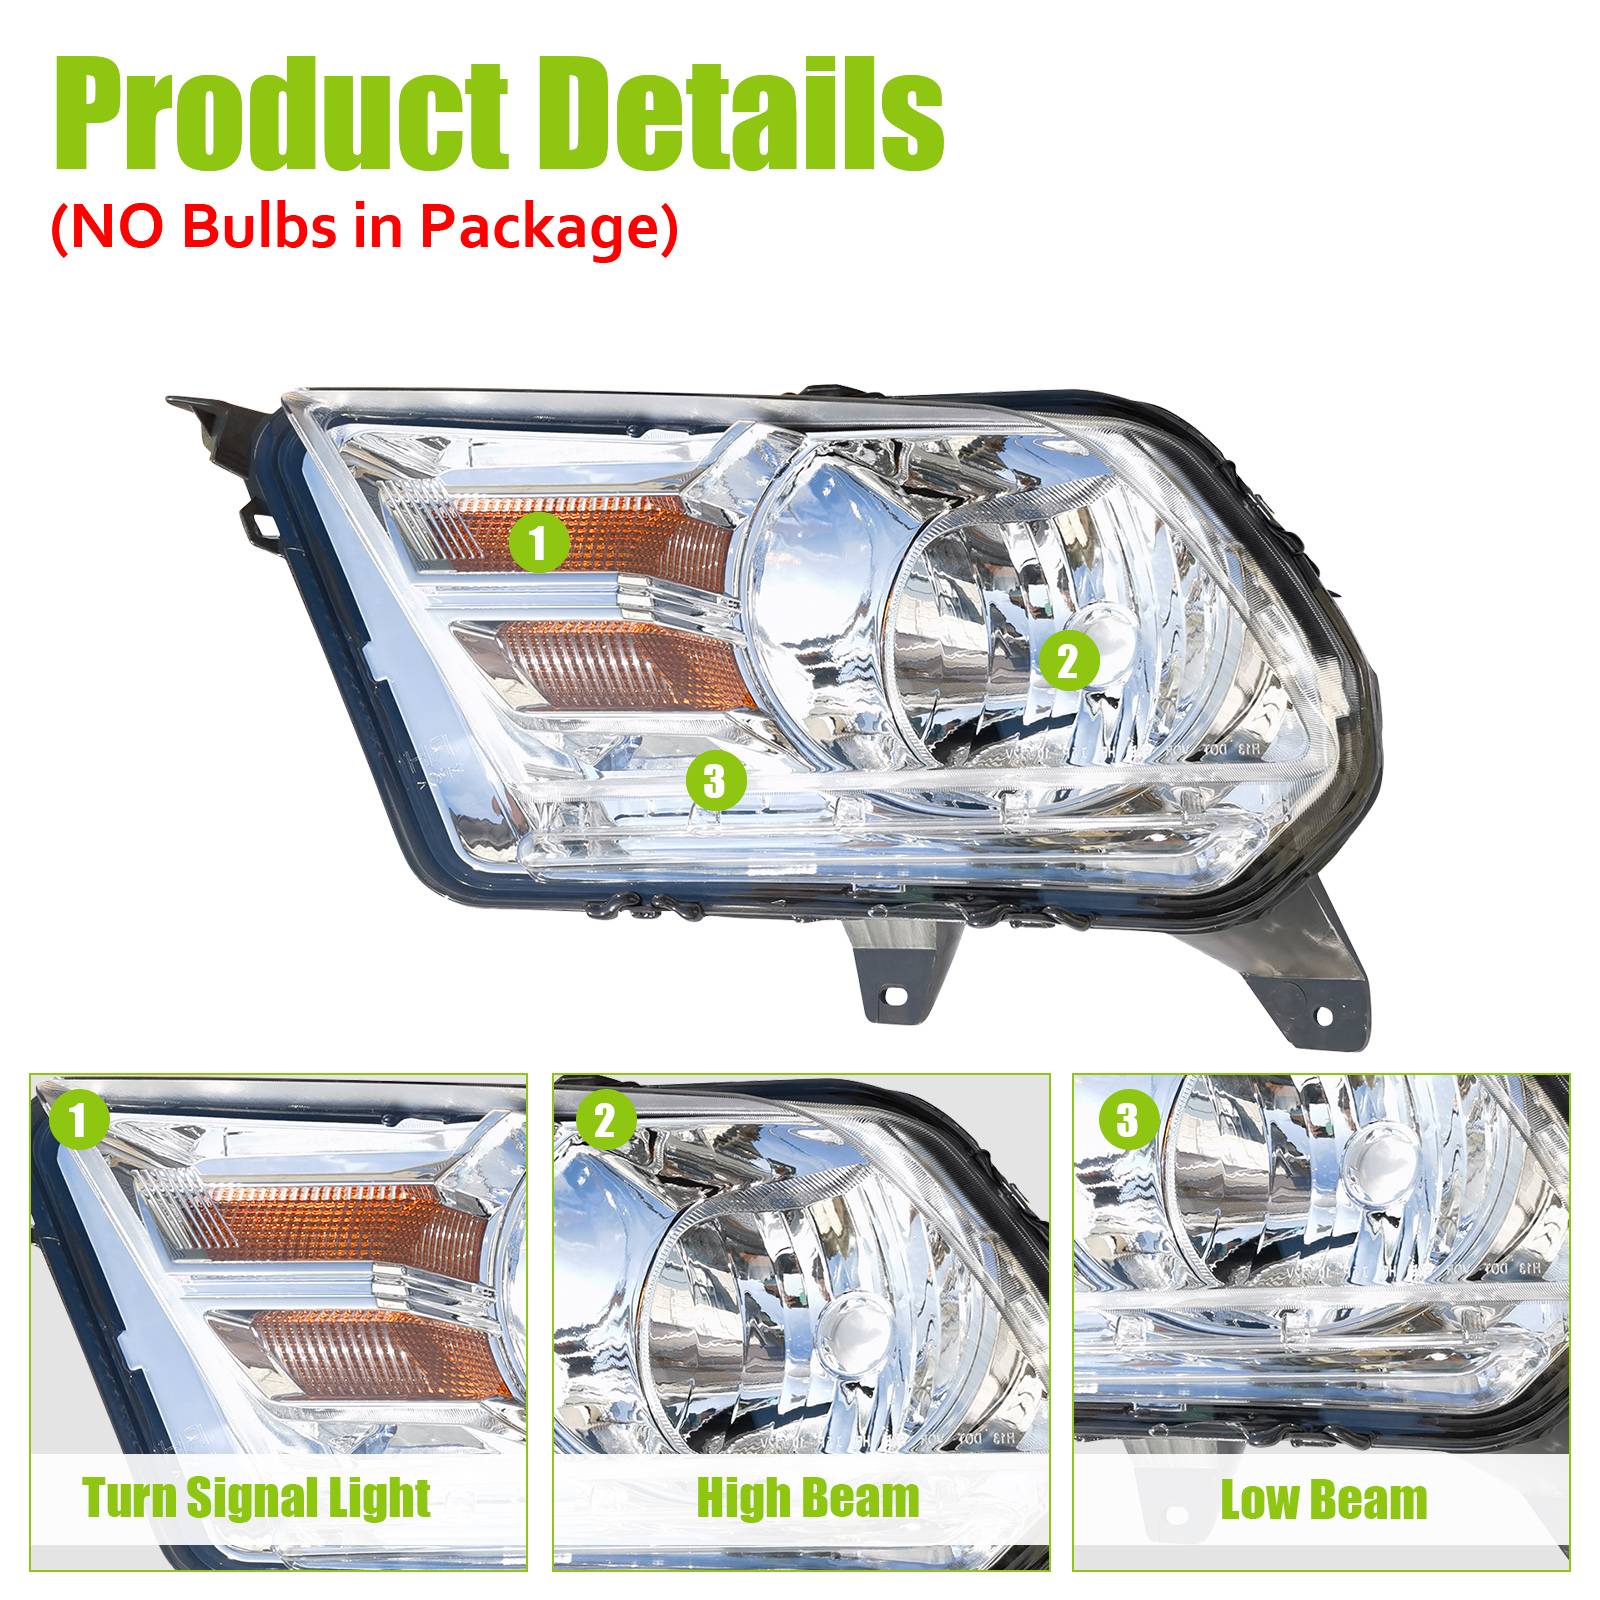 Product Details
(NO Bulbs in Package)
1
2
3
1
Turn Signal Light
2
High Beam
3
Low Beam